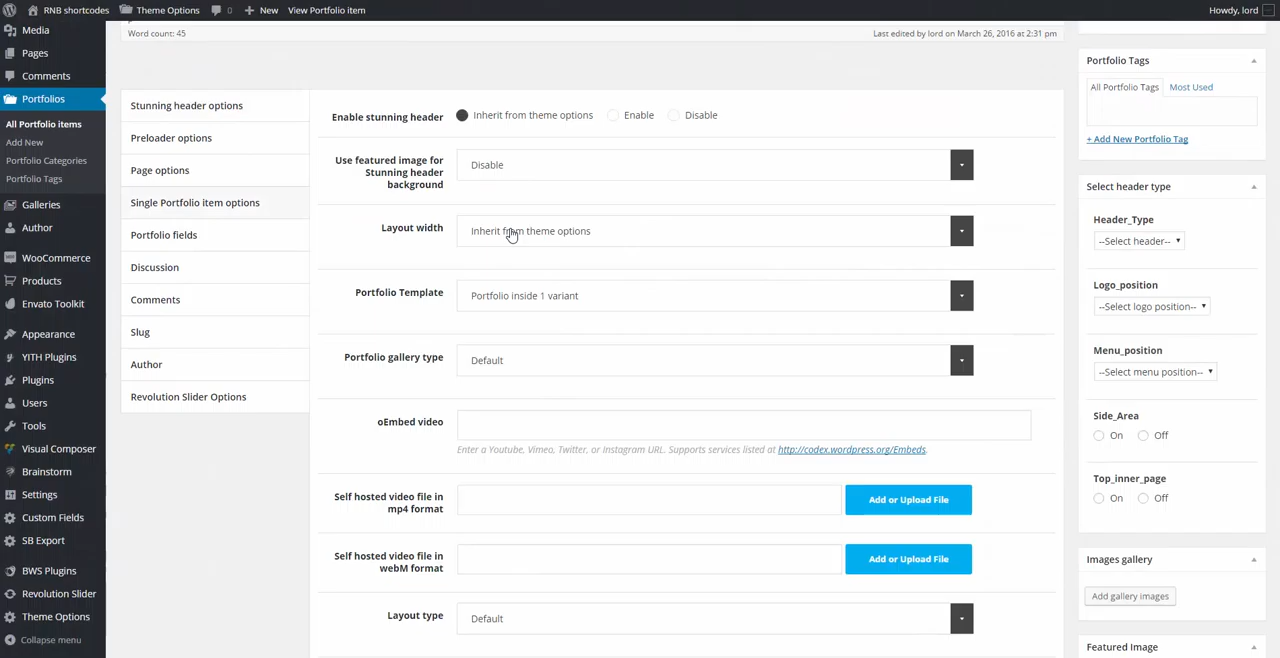 RNB shortcodes
Theme Options
0
New
View Portfolio item
Howdy, lord
Media
Pages
Comments
Portfolios
All Portfolio items
Add New
Portfolio Categories
Portfolio Tags
Galleries
Author
WooCommerce
Products
Envato Toolkit
Appearance
YITH Plugins
Plugins
Users
Tools
Visual Composer
Brainstorm
Settings
Custom Fields
SB Export
BWS Plugins
Revolution Slider
Theme Options
Collapse menu
Word count: 45
Last edited by lord on March 26, 2016 at 2:31 pm
Stunning header options
Preloader options
Page options
Single Portfolio item options
Portfolio fields
Discussion
Comments
Slug
Author
Revolution Slider Options
Enable stunning header
Inherit from theme options
Enable
Disable
Use featured image for
Stunning header
background
Disable
Layout width
Inherit from theme options
Portfolio Template
Portfolio inside 1 variant
Portfolio gallery type
Default
oEmbed video
Enter a Youtube, Vimeo, Twitter, or Instagram URL. Supports services listed at http://codex.wordpress.org/Embeds.
Self hosted video file in
mp4 format
Add or Upload File
Self hosted video file in
webM format
Add or Upload File
Layout type
Default
Portfolio Tags
All Portfolio Tags
Most Used
+ Add New Portfolio Tag
Select header type
Header_Type
--Select header--
Logo_position
--Select logo position--
Menu_position
--Select menu position--
Side_Area
On
Off
Top_inner_page
On
Off
Images gallery
Add gallery images
Featured Image